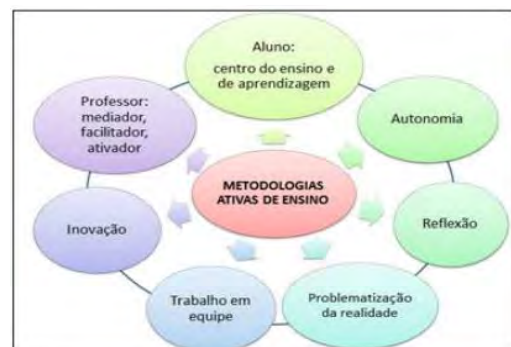 Aluno:
centro do ensino e
de aprendizagem
Autonomia
Reflexão
Problematização
da realidade
Trabalho em
equipe
Inovação
Professor:
mediador,
facilitador,
ativador
METODOLOGIAS
ATIVAS DE ENSINO